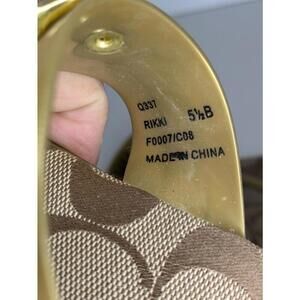 Q337
RIKKI 5½B
F0007/C08
MADE IN CHINA